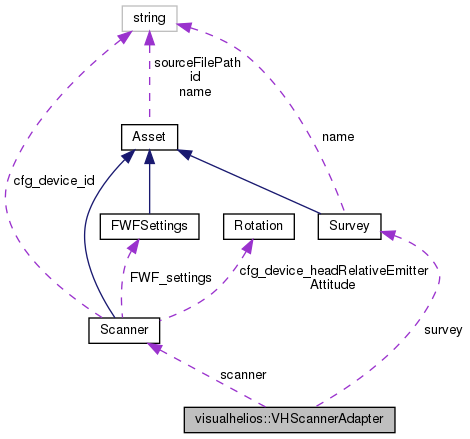 string
sourceFilePath
id
name
name
Asset
cfg_device_id
FWFSettings
Rotation
Survey
FWF_settings
cfg_device_headRelativeEmitter
Attitude
Scanner
survey
scanner
visualhelios::VHScannerAdapter